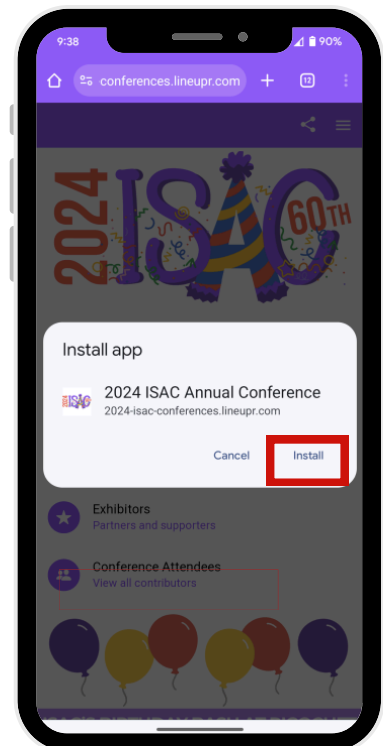 9:38
90%
conferences.lineupr.com
12
2024
ISAC
60TH
Install app
2024 ISAC Annual Conference
2024-isac-conferences.lineupr.com
Cancel
Install
Exhibitors
Partners and supporters
Conference Attendees
View all contributors